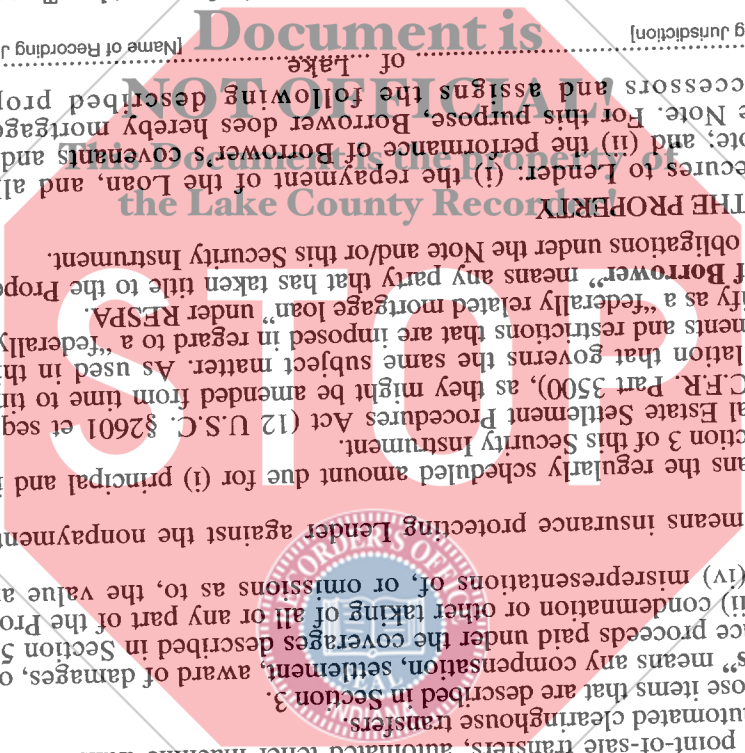 point-of-sale transfers, automated teller machine
automated clearinghouse transfers.
ose items that are described in Section 3.
s” means any compensation, settlement, award of damages, o
ce proceeds paid under the coverages described in Section 5
ii) condemnation or other taking of all or any part of the Pro
(iv) misrepresentations of, or omissions as to, the value a
means insurance protecting Lender against the nonpayment
ans the regularly scheduled amount due for (i) principal and i
ction 3 of this Security Instrument.
al Estate Settlement Procedures Act (12 U.S.C. §2601 et seq
C.F.R. Part 3500), as they might be amended from time to tim
lation that governs the same subject matter. As used in thi
ments and restrictions that are imposed in regard to a “federally
ify as a “federally related mortgage loan” under RESPA.
f Borrower” means any party that has taken title to the Prope
obligations under the Note and/or this Security Instrument.
THE PROPERTY
ecures to Lender: (i) the repayment of the Loan, and all
ote; and (ii) the performance of Borrower's covenants and
e Note. For this purpose, Borrower does hereby mortgage
ccessors and assigns the following described prop
of Lake
g Jurisdiction] [Name of Recording J
Document is
NOT OFFICIAL!
This Document is the property of
the Lake County Recorder!
STOP
RECORDER'S OFFICE
SEAL
INDIANA